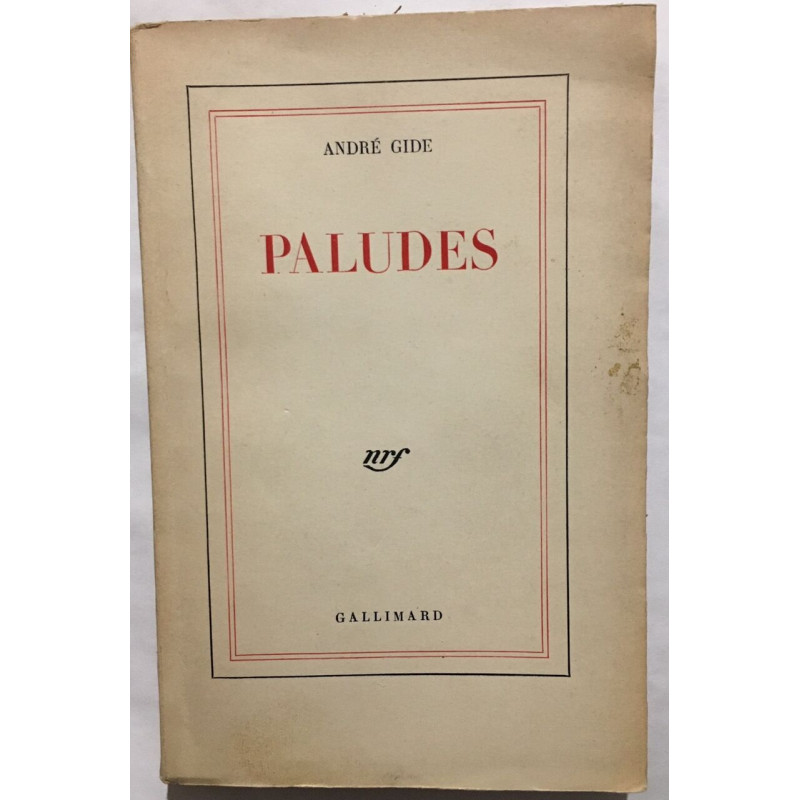 ANDRÉ GIDE
PALUDES
nrf
GALLIMARD